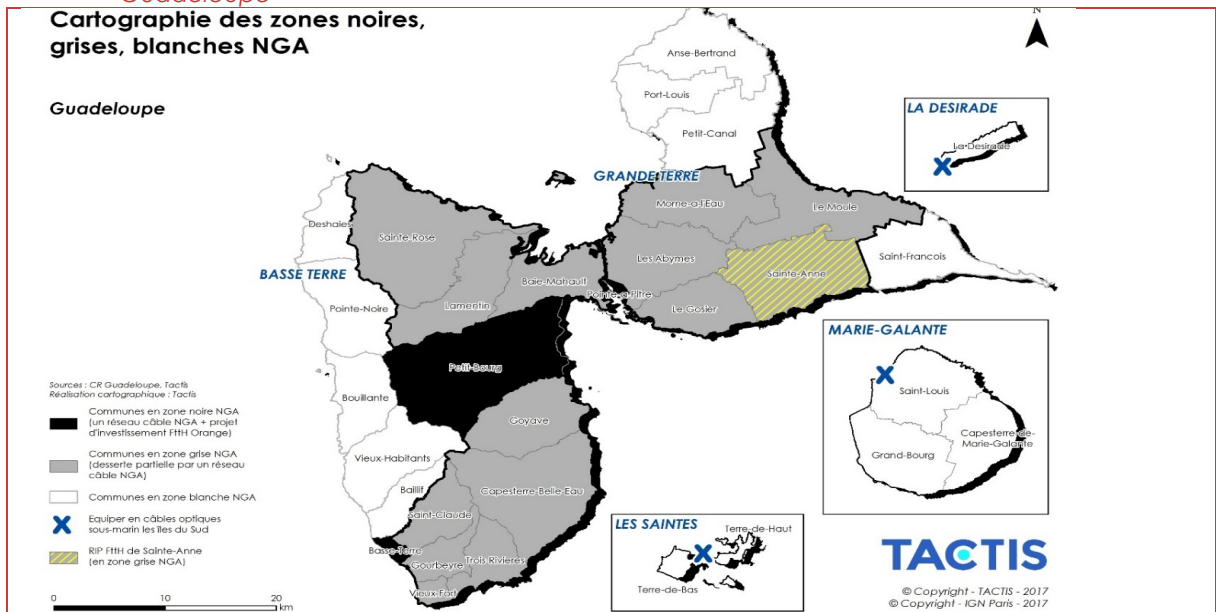 Guadeloupe
Cartographie des zones noires,
grises, blanches NGA
Guadeloupe
N
Anse-Bertrand
Port-Louis
Petit-Canal
LA DESIRADE
La Desirade
GRANDE TERRE
Morne-a-l'Eau
Le Moule
Deshaies
Sainte-Rose
Les Abymes
Sainte-Anne
Saint-Francois
BASSE TERRE
Baie-Mahault
Pointe-a-Pitre
Le Gosier
Pointe-Noire
Lamentin
MARIE-GALANTE
Petit-Bourg
Saint-Louis
Sources : CR Guadeloupe, Tactis
Réalisation cartographique : Tactis
Bouillante
Communes en zone noire NGA
(un réseau câble NGA + projet
d'investissement FttH Orange)
Goyave
Capesterre-de-
Marie-Galante
Grand-Bourg
Vieux-Habitants
Communes en zone grise NGA
(desserte partielle par un réseau
câble NGA)
Baillif
Capesterre-Belle-Eau
Communes en zone blanche NGA
Saint-Claude
Equiper en câbles optiques
sous-marin les îles du Sud
LES SAINTES
Terre-de-Haut
Basse-Terre
Gourbeyre
Trois Rivieres
RIP FttH de Sainte-Anne
(en zone grise NGA)
Terre-de-Bas
Vieux-Fort
TACTIS
0 10 20
km
© Copyright - TACTIS - 2017
© Copyright - IGN Paris - 2017